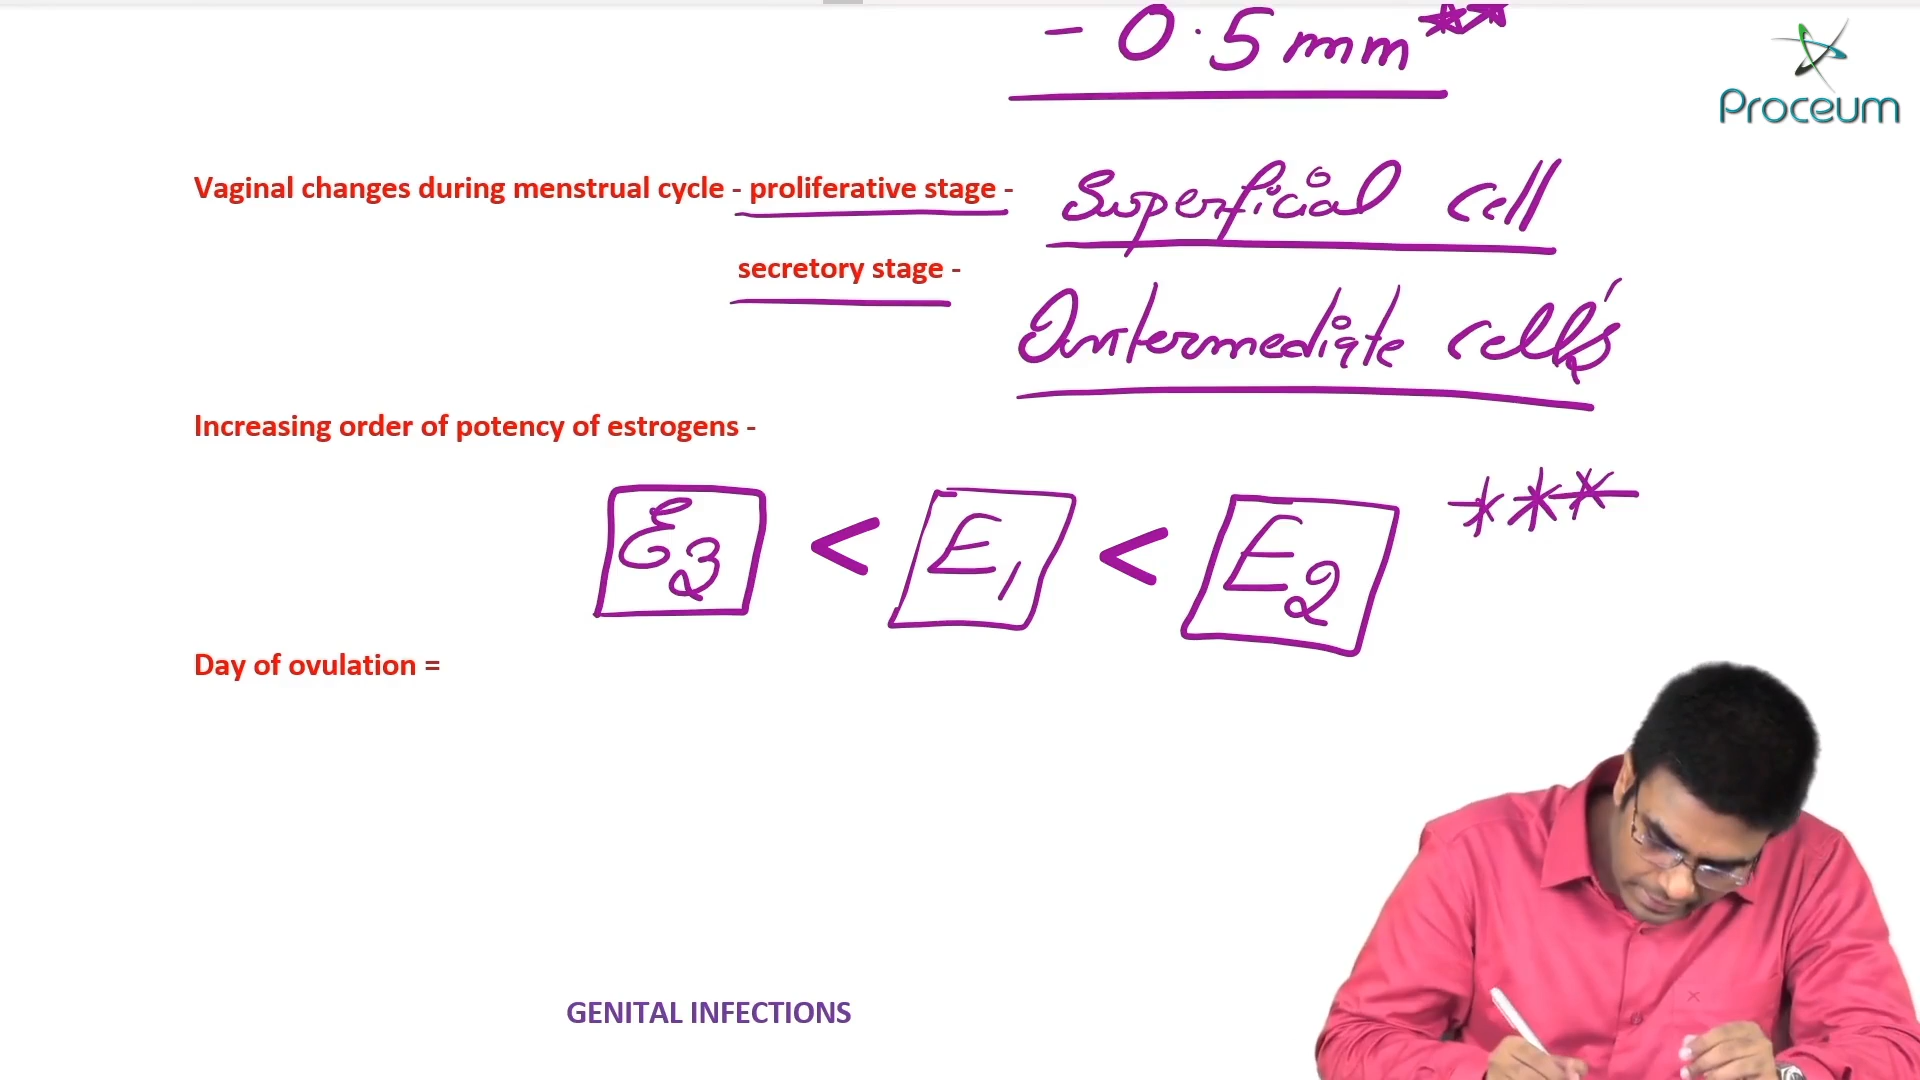 - 0.5 mm **
Proceum
Vaginal changes during menstrual cycle - proliferative stage - Superficial cell
secretory stage - Intermediate cells
Increasing order of potency of estrogens -
E3 < E1 < E2 ***
Day of ovulation =
GENITAL INFECTIONS